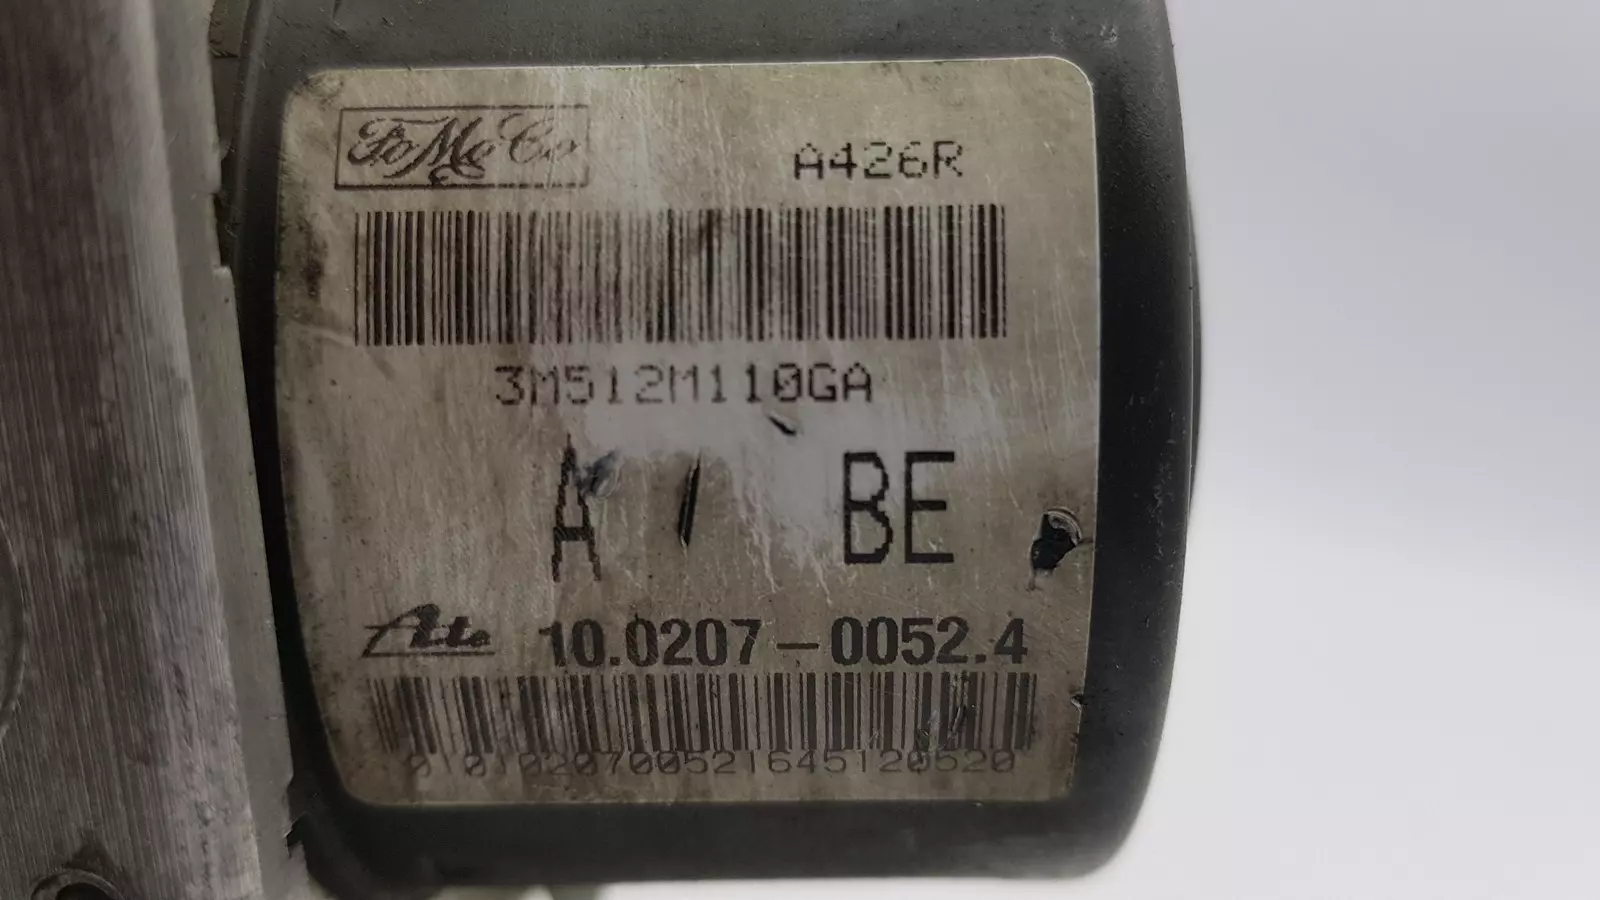 FoMoCo
A426R
3M512M110GA
A BE
Ate 10.0207-0052.4
0101020700521645120520